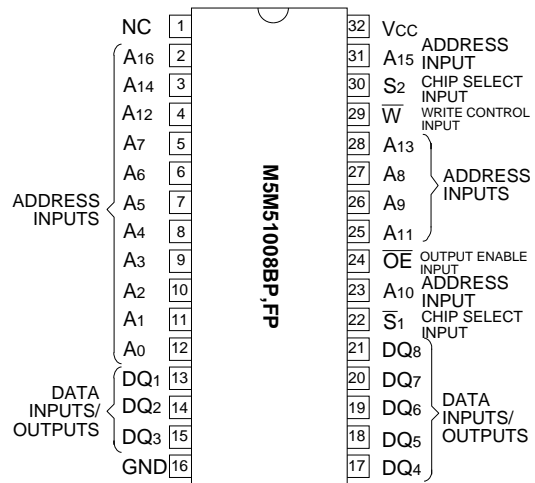 NC 1
A16 2
A14 3
A12 4
A7 5
A6 6
A5 7
A4 8
A3 9
A2 10
A1 11
A0 12
DQ1 13
DQ2 14
DQ3 15
GND 16
ADDRESS
INPUTS
DATA
INPUTS/
OUTPUTS
M5M51008BP,FP
32 VCC
31 A15 ADDRESS
INPUT
30 S2 CHIP SELECT
INPUT
29 W̅ WRITE CONTROL
INPUT
28 A13
27 A8
26 A9
25 A11
ADDRESS
INPUTS
24 O̅E̅ OUTPUT ENABLE
INPUT
23 A10 ADDRESS
INPUT
22 S̅1 CHIP SELECT
INPUT
21 DQ8
20 DQ7
19 DQ6
18 DQ5
17 DQ4
DATA
INPUTS/
OUTPUTS